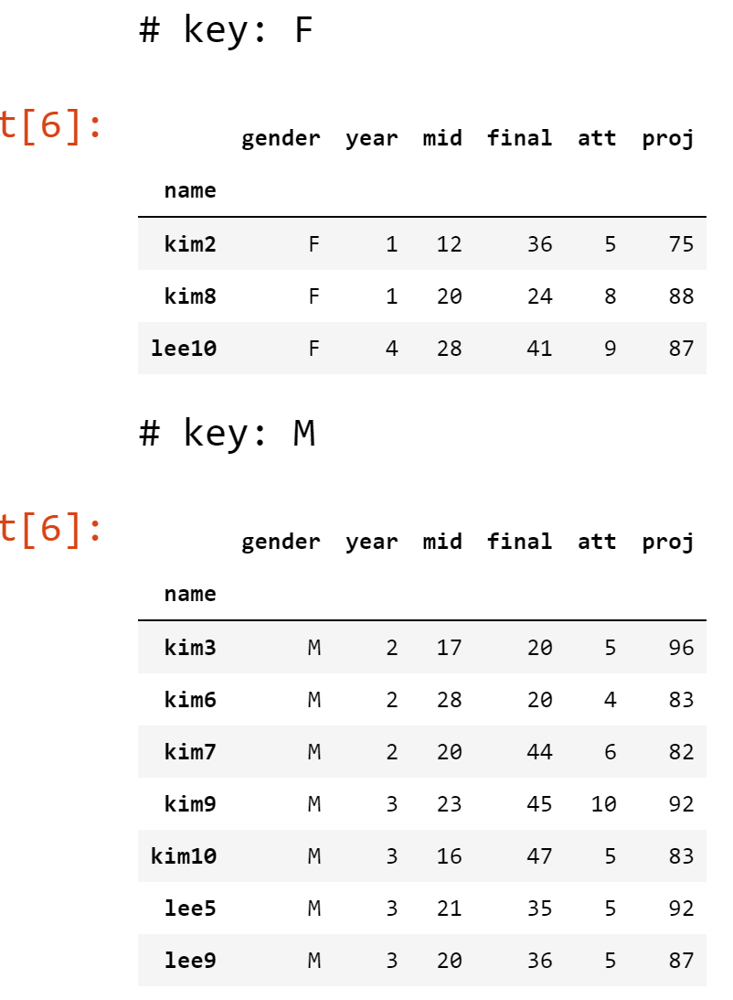 # key: F
t[6]:
gender year mid final att proj
name
kim2 F 1 12 36 5 75
kim8 F 1 20 24 8 88
lee10 F 4 28 41 9 87
# key: M
t[6]:
gender year mid final att proj
name
kim3 M 2 17 20 5 96
kim6 M 2 28 20 4 83
kim7 M 2 20 44 6 82
kim9 M 3 23 45 10 92
kim10 M 3 16 47 5 83
lee5 M 3 21 35 5 92
lee9 M 3 20 36 5 87